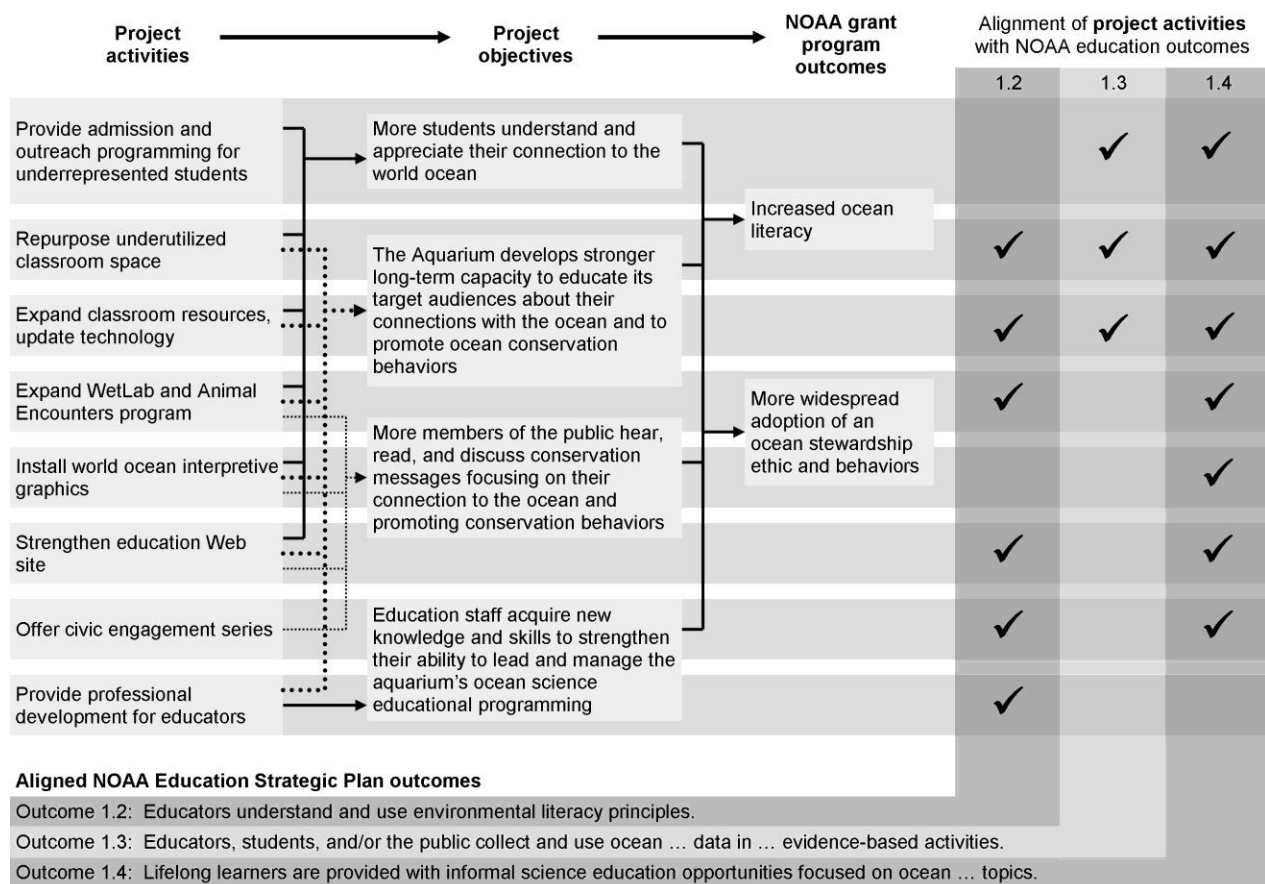 Project
activities
Project
objectives
NOAA grant
program
outcomes
Alignment of project activities
with NOAA education outcomes
1.2
1.3
1.4
Provide admission and
outreach programming for
underrepresented students
Repurpose underutilized
classroom space
Expand classroom resources,
update technology
Expand WetLab and Animal
Encounters program
Install world ocean interpretive
graphics
Strengthen education Web
site
Offer civic engagement series
Provide professional
development for educators
More students understand and
appreciate their connection to the
world ocean
The Aquarium develops stronger
long-term capacity to educate its
target audiences about their
connections with the ocean and to
promote ocean conservation
behaviors
More members of the public hear,
read, and discuss conservation
messages focusing on their
connection to the ocean and
promoting conservation behaviors
Education staff acquire new
knowledge and skills to strengthen
their ability to lead and manage the
aquarium's ocean science
educational programming
Increased ocean
literacy
More widespread
adoption of an
ocean stewardship
ethic and behaviors
Aligned NOAA Education Strategic Plan outcomes
Outcome 1.2: Educators understand and use environmental literacy principles.
Outcome 1.3: Educators, students, and/or the public collect and use ocean … data in … evidence-based activities.
Outcome 1.4: Lifelong learners are provided with informal science education opportunities focused on ocean … topics.